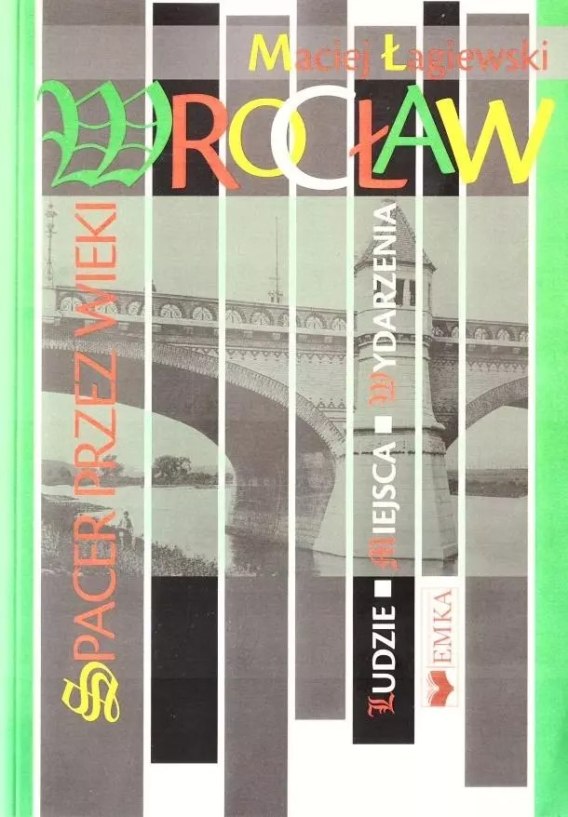 Maciej Łagiewski
WROCŁAW
SPACER PRZEZ WIEKI
LUDZIE ■ MIEJSCA ■ WYDARZENIA
EMKA